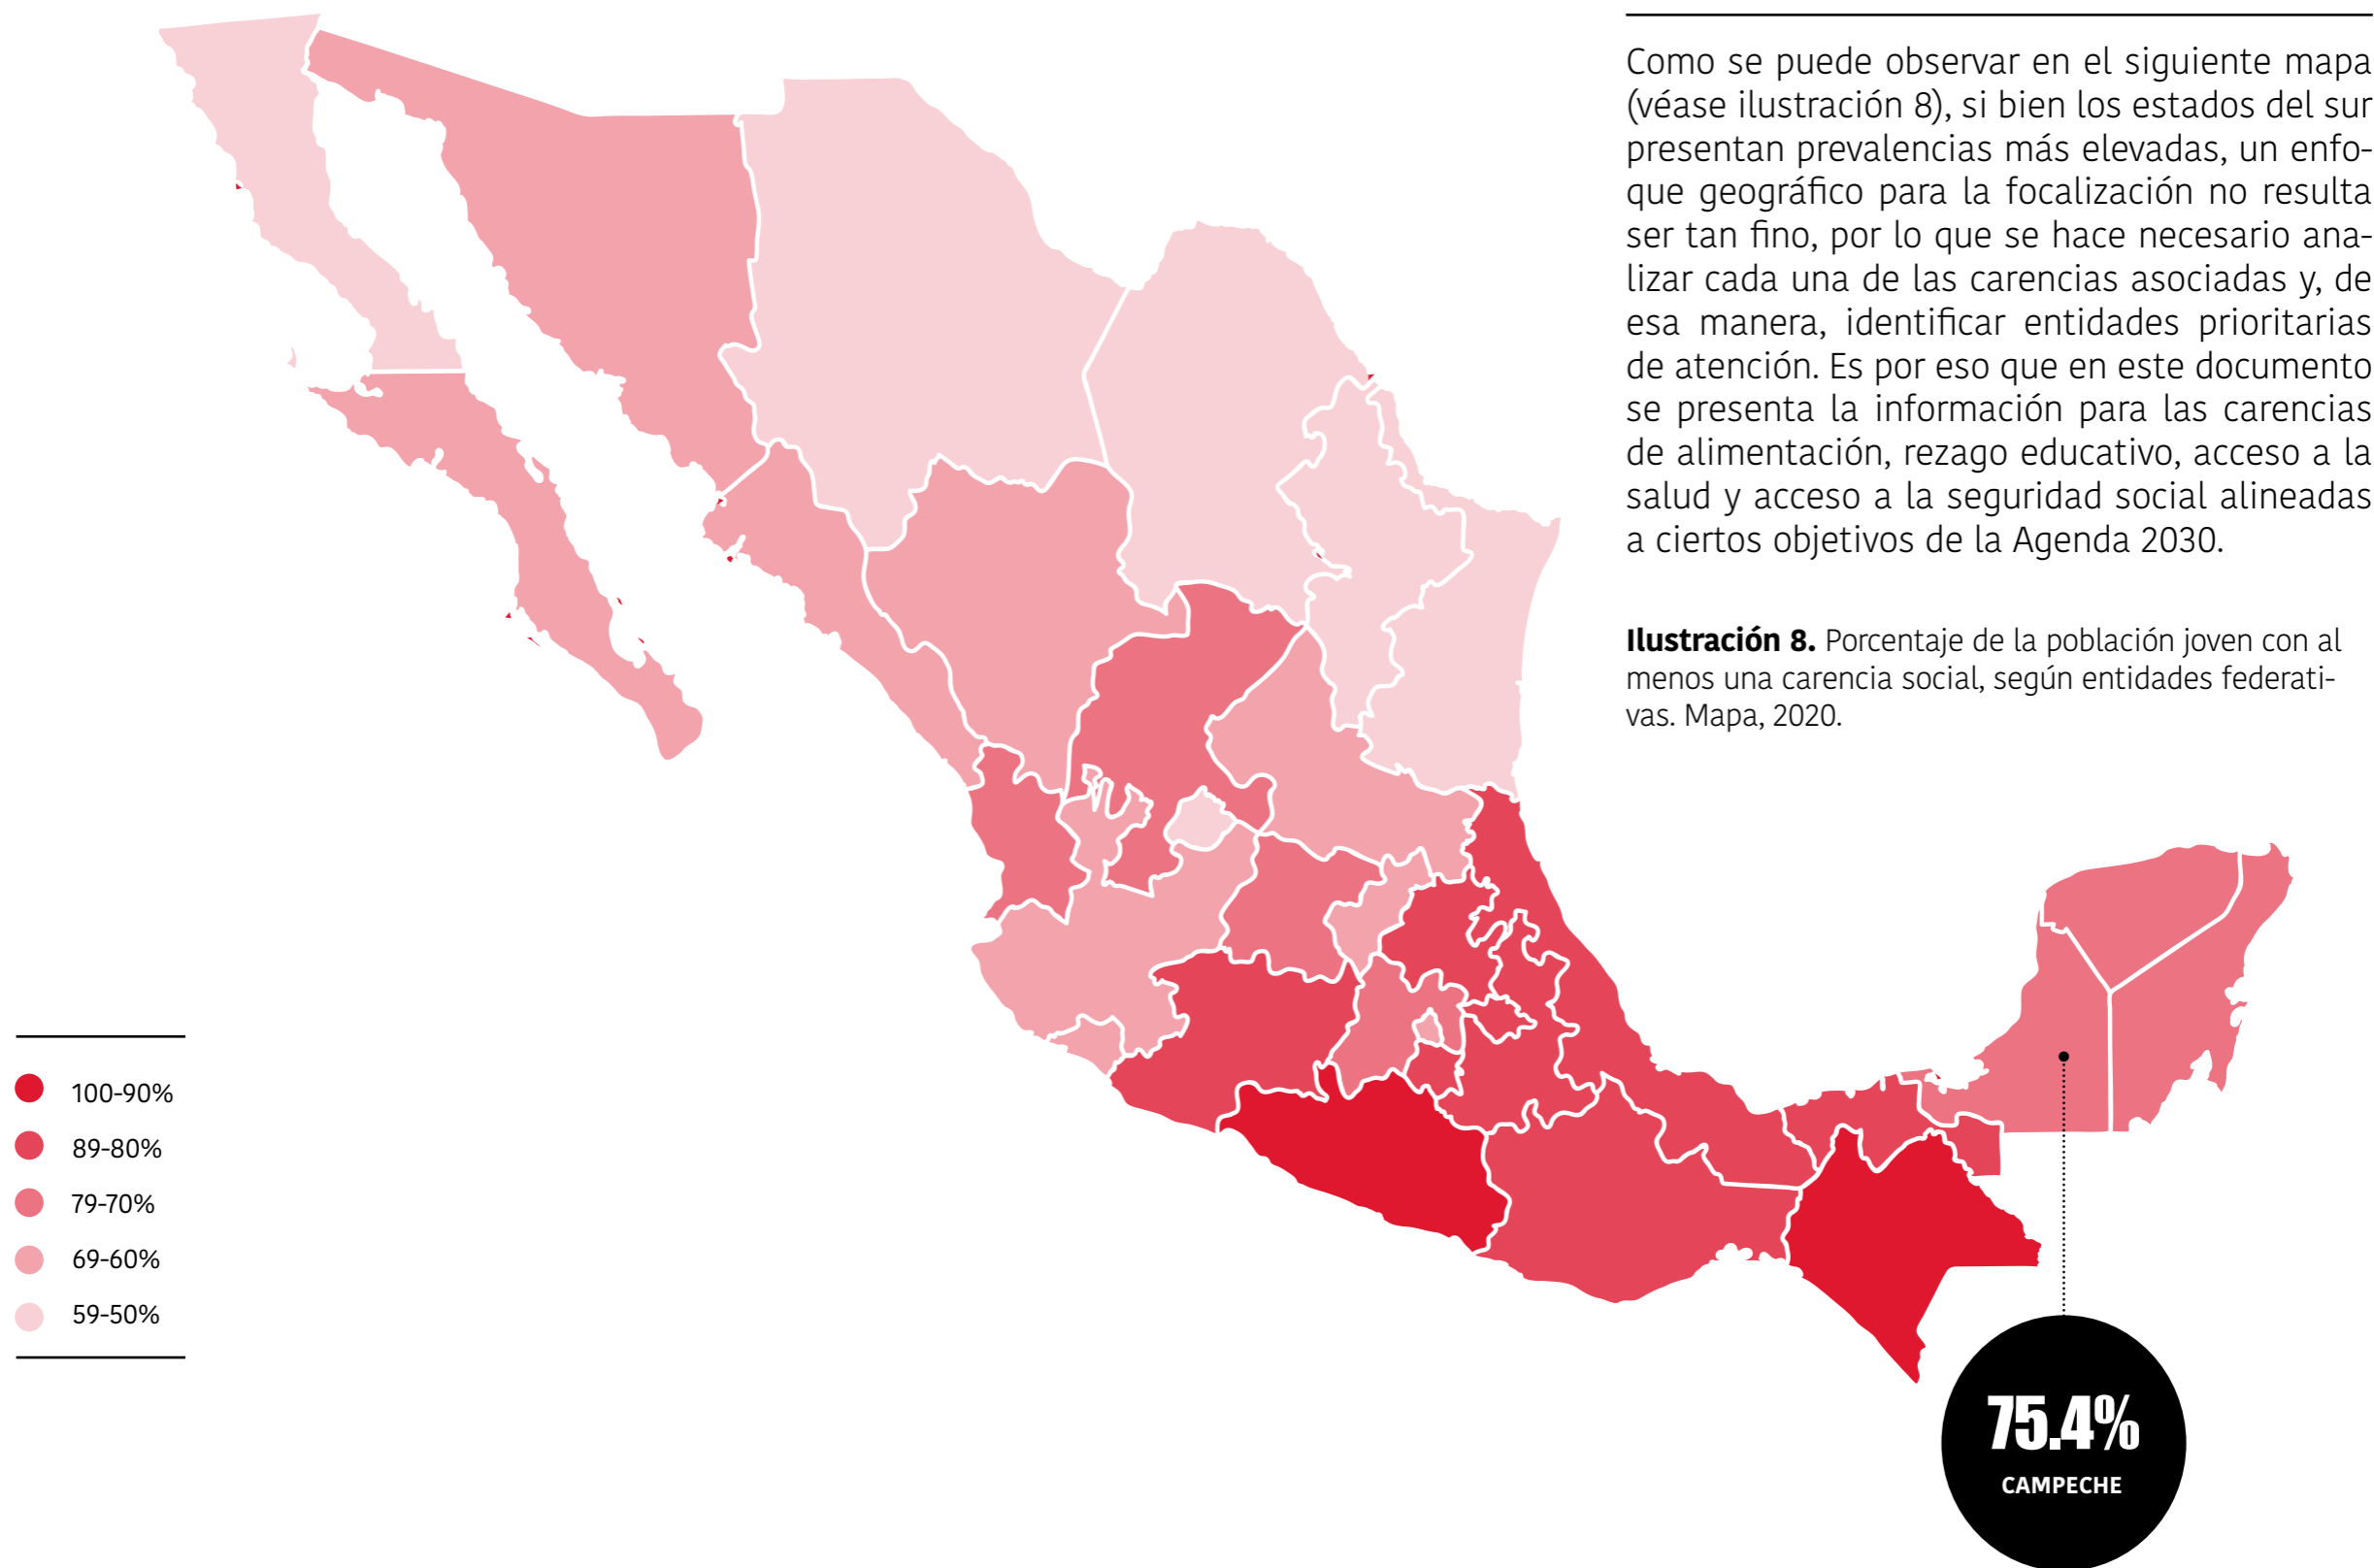 Como se puede observar en el siguiente mapa
(véase ilustración 8), si bien los estados del sur
presentan prevalencias más elevadas, un enfo-
que geográfico para la focalización no resulta
ser tan fino, por lo que se hace necesario ana-
lizar cada una de las carencias asociadas y, de
esa manera, identificar entidades prioritarias
de atención. Es por eso que en este documento
se presenta la información para las carencias
de alimentación, rezago educativo, acceso a la
salud y acceso a la seguridad social alineadas
a ciertos objetivos de la Agenda 2030.
Ilustración 8. Porcentaje de la población joven con al
menos una carencia social, según entidades federati-
vas. Mapa, 2020.
100-90%
89-80%
79-70%
69-60%
59-50%
75.4%
CAMPECHE